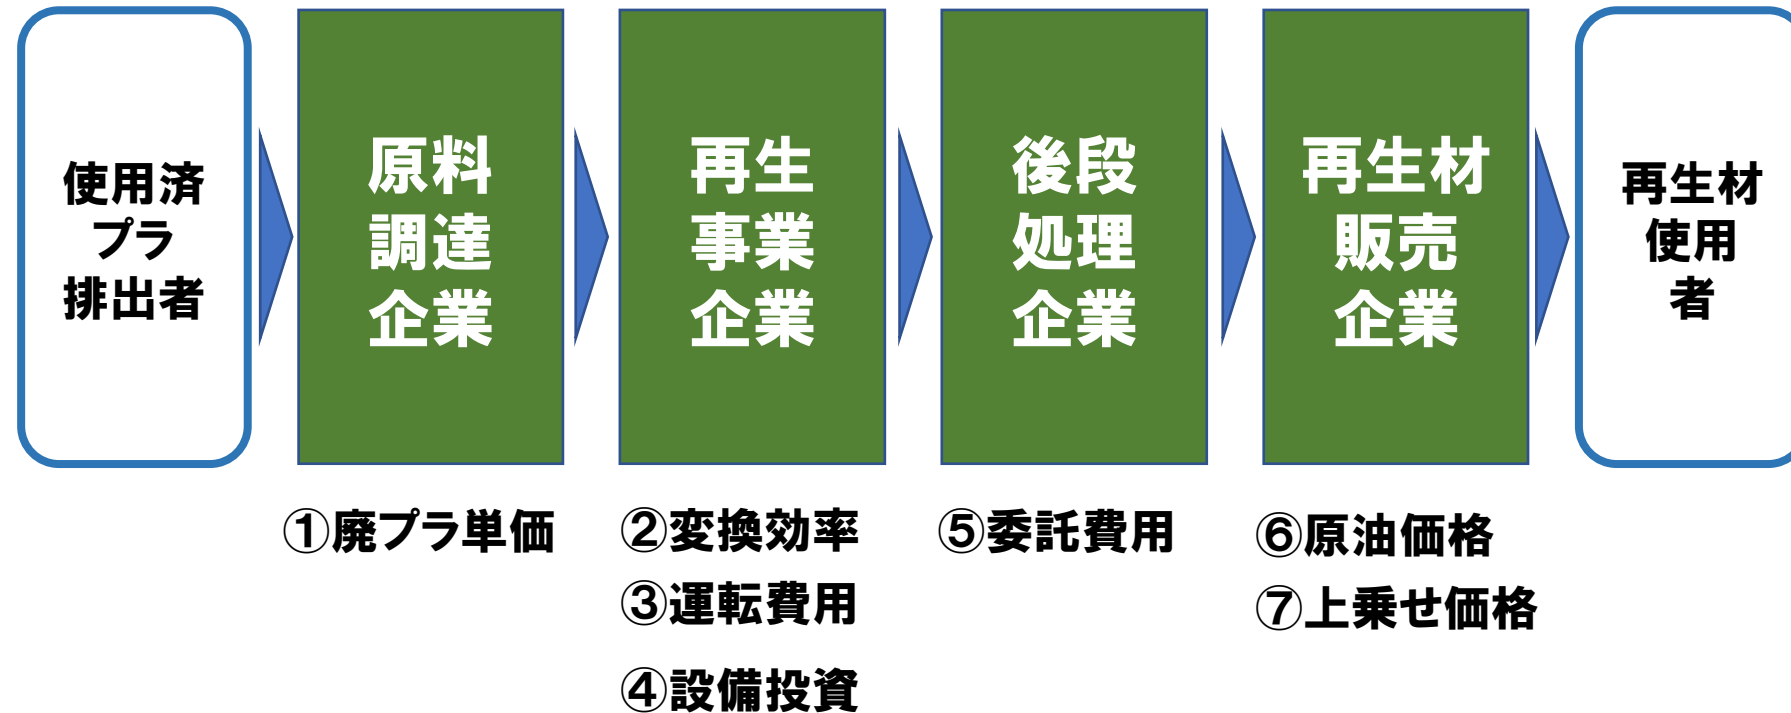 使用済
プラ
排出者
原料
調達
企業
再生
事業
企業
後段
処理
企業
再生材
販売
企業
再生材
使用
者
①廃プラ単価
②変換効率
③運転費用
④設備投資
⑤委託費用
⑥原油価格
⑦上乗せ価格